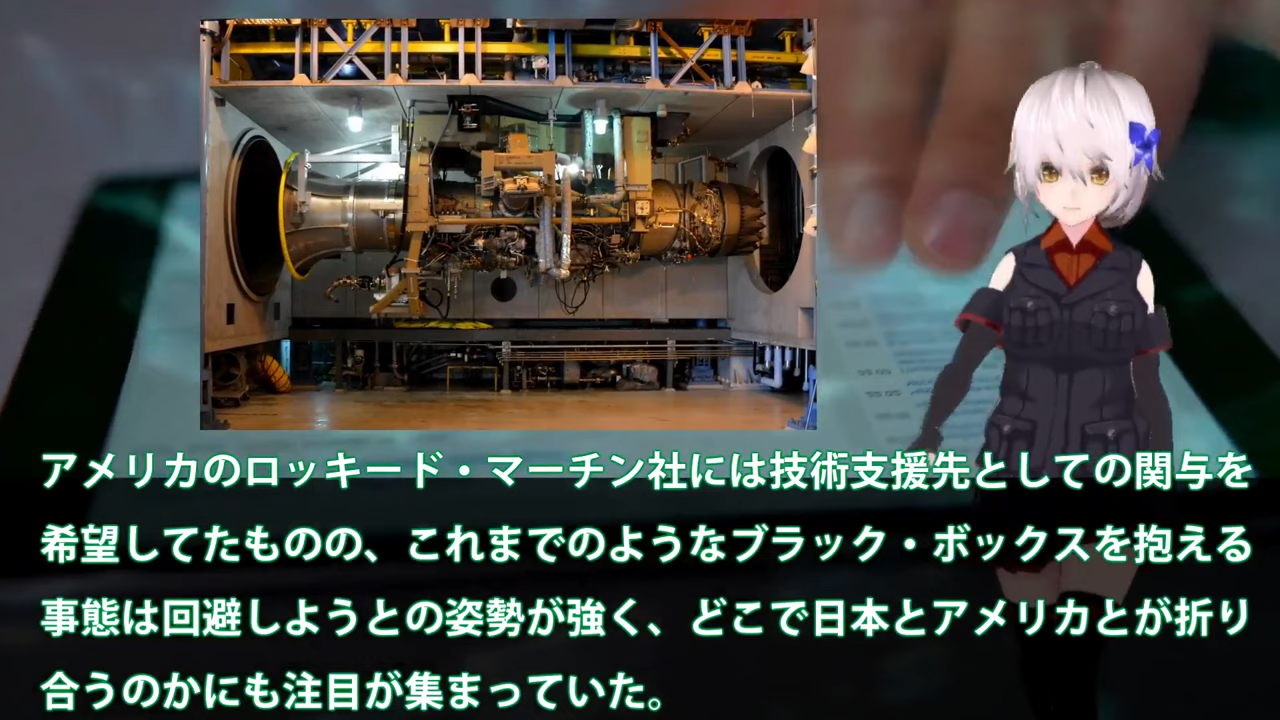 アメリカのロッキード・マーチン社には技術支援先としての関与を
希望してたものの、これまでのようなブラック・ボックスを抱える
事態は回避しようとの姿勢が強く、どこで日本とアメリカとが折り
合うのかにも注目が集まっていた。